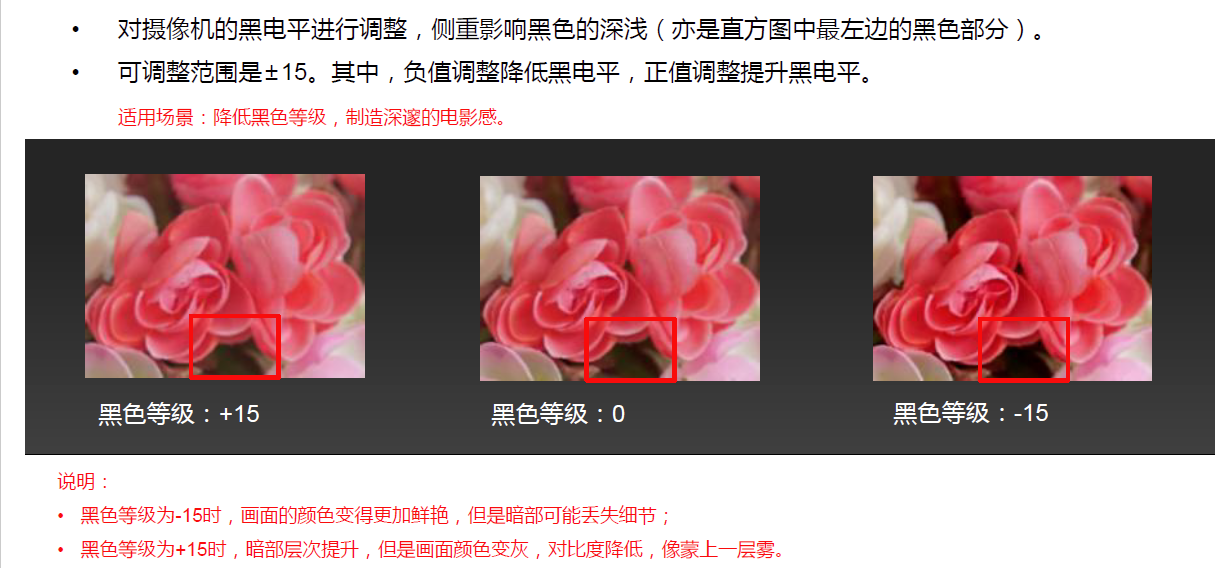 • 对摄像机的黑电平进行调整，侧重影响黑色的深浅（亦是直方图中最左边的黑色部分）。
• 可调整范围是±15。其中，负值调整降低黑电平，正值调整提升黑电平。
适用场景：降低黑色等级，制造深邃的电影感。
黑色等级：+15
黑色等级：0
黑色等级：-15
说明：
• 黑色等级为-15时，画面的颜色变得更加鲜艳，但是暗部可能丢失细节；
• 黑色等级为+15时，暗部层次提升，但是画面颜色变灰，对比度降低，像蒙上一层雾。